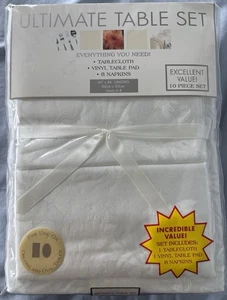 ULTIMATE TABLE SET
EVERYTHING YOU NEED!
• TABLECLOTH
• VINYL TABLE PAD
• 8 NAPKINS
EXCELLENT
VALUE!
10 PIECE SET
INCREDIBLE
VALUE!
SET INCLUDES:
1 TABLECLOTH
1 VINYL TABLE PAD
8 NAPKINS
10